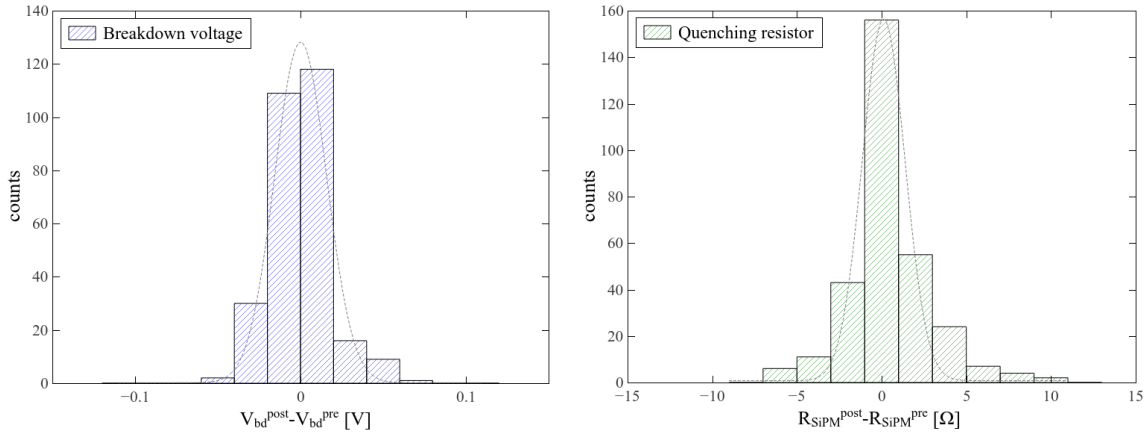 Breakdown voltage
counts
140
120
100
80
60
40
20
0
−0.1 0 0.1
V_bd^post-V_bd^pre [V]
Quenching resistor
counts
160
140
120
100
80
60
40
20
0
−15 −10 −5 0 5 10 15
R_SiPM^post-R_SiPM^pre [Ω]